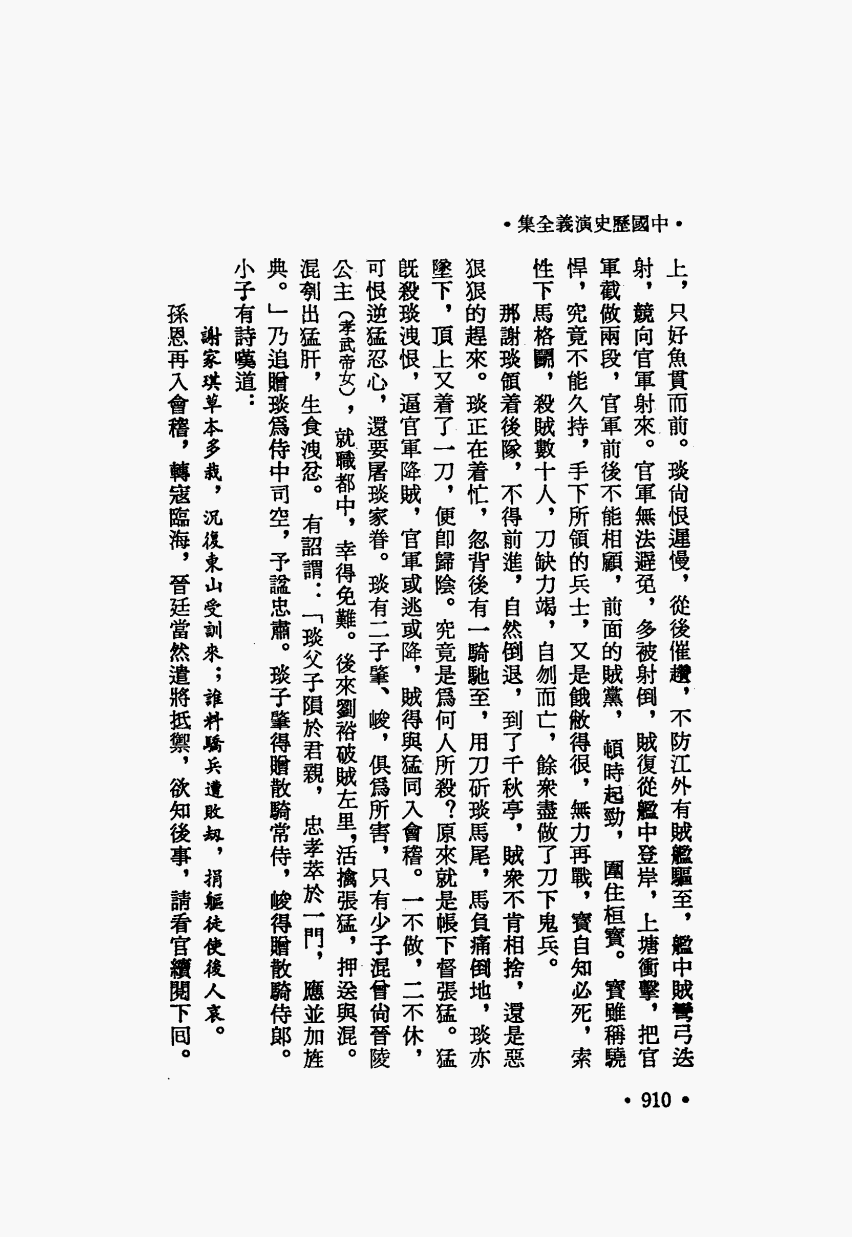 •中國歷史演義全集•
上，只好魚貫而前。琰尙恨遲慢，從後催趲，不防江外有賊艦驅至，艦中賊彎弓迭
射，競向官軍射來。官軍無法避免，多被射倒，賊復從艦中登岸，上塘衝擊，把官
軍截做兩段，官軍前後不能相顧，前面的賊黨，頓時起勁，圍住桓寶。寶雖稱驍
悍，究竟不能久持，手下所領的兵士，又是餓敝得很，無力再戰，寶自知必死，索
性下馬格鬭，殺賊數十人，刀缺力竭，自刎而亡，餘衆盡做了刀下鬼兵。
那謝琰領着後隊，不得前進，自然倒退，到了千秋亭，賊衆不肯相捨，還是惡
狠狠的趕來。琰正在着忙，忽背後有一騎馳至，用刀斫琰馬尾，馬負痛倒地，琰亦
墜下，頂上又着了一刀，便卽歸陰。究竟是爲何人所殺？原來就是帳下督張猛。猛
旣殺琰洩恨，逼官軍降賊，官軍或逃或降，賊得與猛同入會稽。一不做，二不休，
可恨逆猛忍心，還要屠琰家眷。琰有二子肇、峻，俱爲所害，只有少子混曾尙晉陵
公主（孝武帝女），就職都中，幸得免難。後來劉裕破賊左里，活擒張猛，押送與混。
混刳出猛肝，生食洩忿。有詔謂：「琰父子隕於君親，忠孝萃於一門，應並加旌
典。」乃追贈琰爲侍中司空，予諡忠肅。琰子肇得贈散騎常侍，峻得贈散騎侍郎。
小子有詩嘆道：
謝家琪草本多栽，況復東山受訓來；誰料驕兵遭敗刼，捐軀徒使後人哀。
孫恩再入會稽，轉寇臨海，晉廷當然遣將抵禦，欲知後事，請看官續閱下回。
•910•